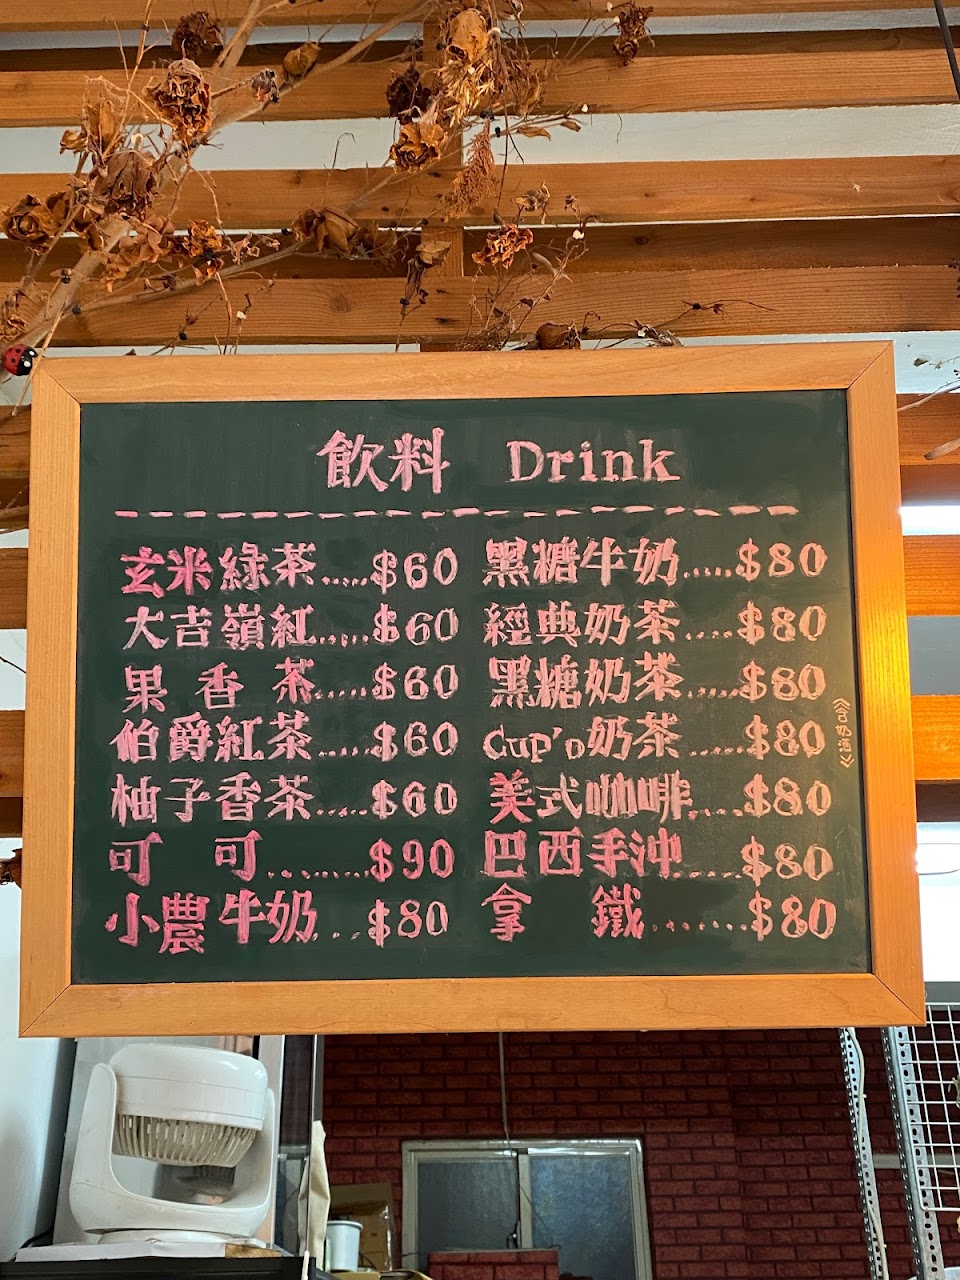 飲料 Drink
玄米綠茶.....$60
大吉嶺紅.....$60
果香茶.....$60
伯爵紅茶.....$60
柚子香茶.....$60
可可.......$90
小農牛奶....$80
黑糖牛奶.....$80
經典奶茶.....$80
黑糖奶茶.....$80
Cup'o奶茶.....$80
《含奶酒》
美式咖啡.....$80
巴西手沖.....$80
拿鐵.......$80